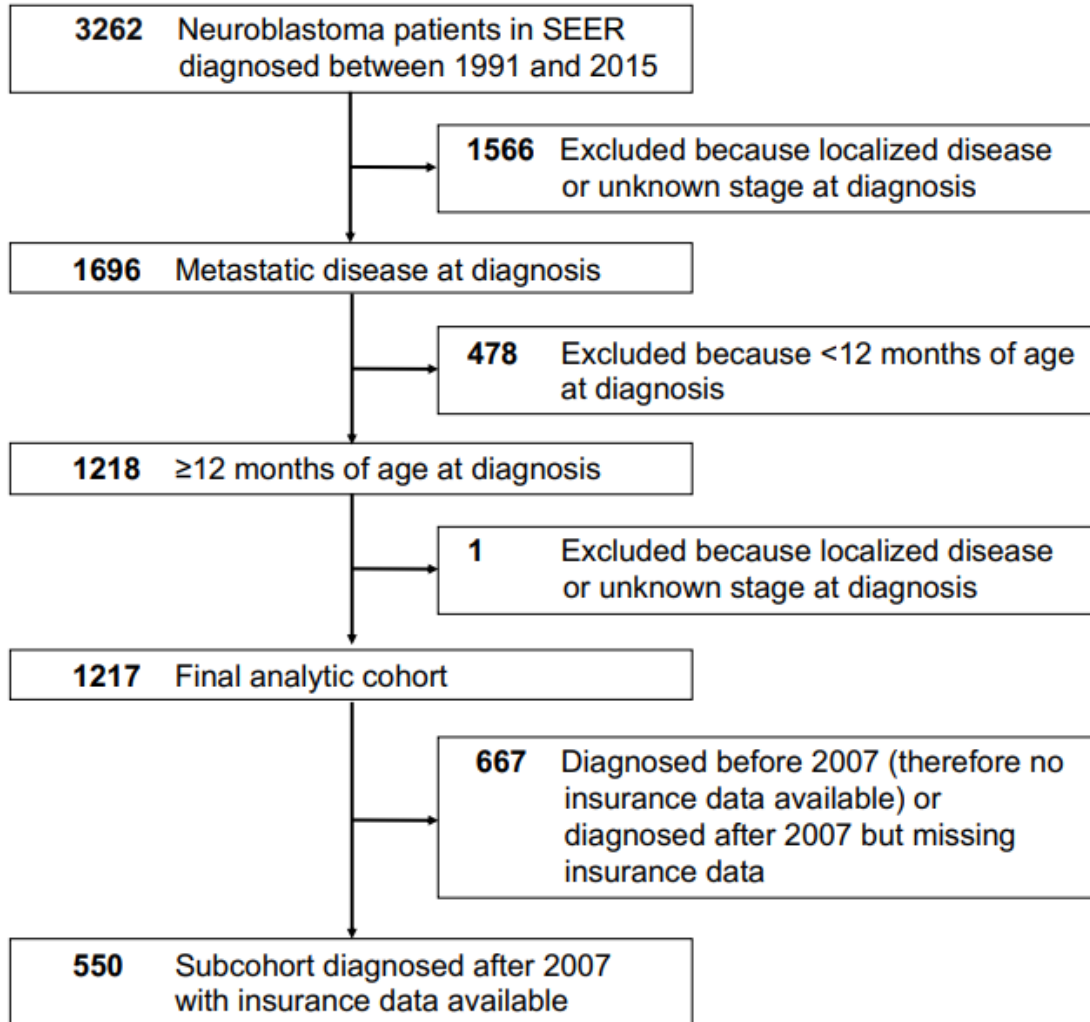 3262 Neuroblastoma patients in SEER
diagnosed between 1991 and 2015
1566 Excluded because localized disease
or unknown stage at diagnosis
1696 Metastatic disease at diagnosis
478 Excluded because <12 months of age
at diagnosis
1218 ≥12 months of age at diagnosis
1 Excluded because localized disease
or unknown stage at diagnosis
1217 Final analytic cohort
667 Diagnosed before 2007 (therefore no
insurance data available) or
diagnosed after 2007 but missing
insurance data
550 Subcohort diagnosed after 2007
with insurance data available